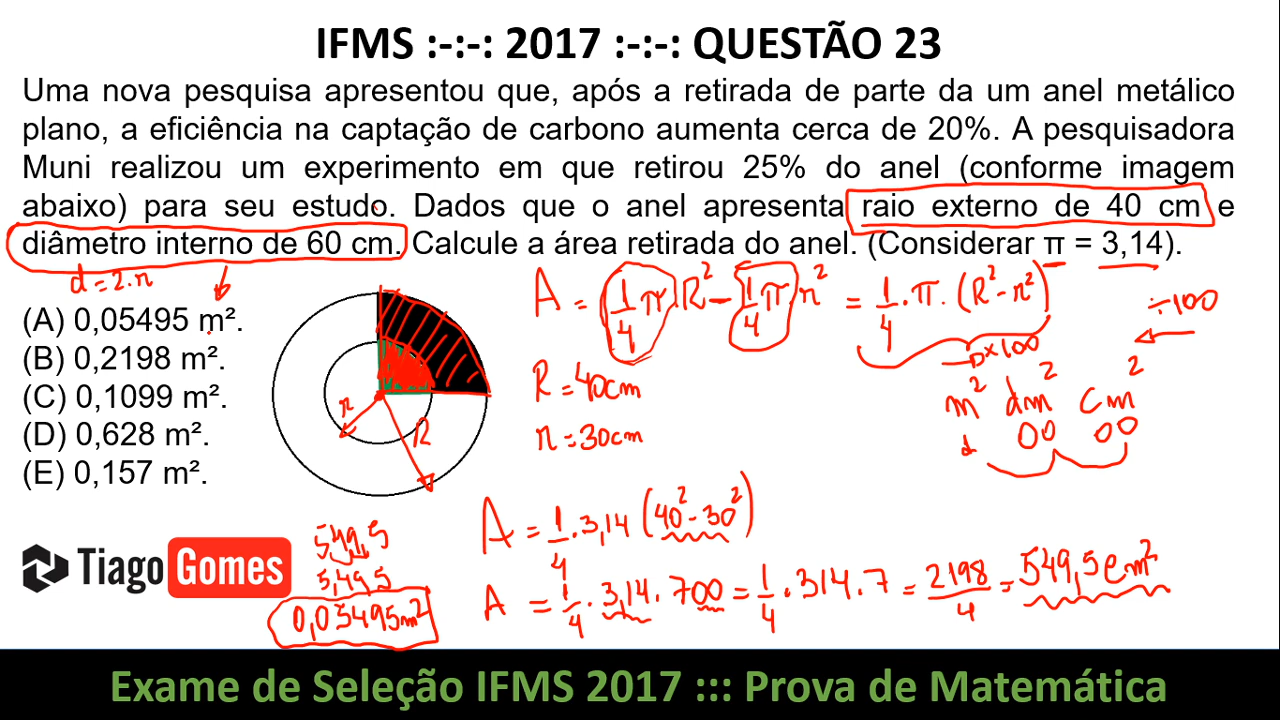 IFMS :-:-: 2017 :-:-: QUESTÃO 23
Uma nova pesquisa apresentou que, após a retirada de parte da um anel metálico
plano, a eficiência na captação de carbono aumenta cerca de 20%. A pesquisadora
Muni realizou um experimento em que retirou 25% do anel (conforme imagem
abaixo) para seu estudo. Dados que o anel apresenta raio externo de 40 cm e
diâmetro interno de 60 cm. Calcule a área retirada do anel. (Considerar π = 3,14).
d = 2.r
(A) 0,05495 m².
(B) 0,2198 m².
(C) 0,1099 m².
(D) 0,628 m².
(E) 0,157 m².
r
R
A = 1/4 π R² - 1/4 π r² = 1/4 . π . (R² - r²)
R = 40cm
r = 30cm
÷100
×100
m² dm² cm²
00 00
A = 1/4 . 3,14 (40² - 30²)
A = 1/4 . 3,14 . 700 = 1/4 . 314 . 7 = 2198/4 = 549,5 cm²
549,5
5,495
0,05495m²
Tiago Gomes
Exame de Seleção IFMS 2017 ::: Prova de Matemática